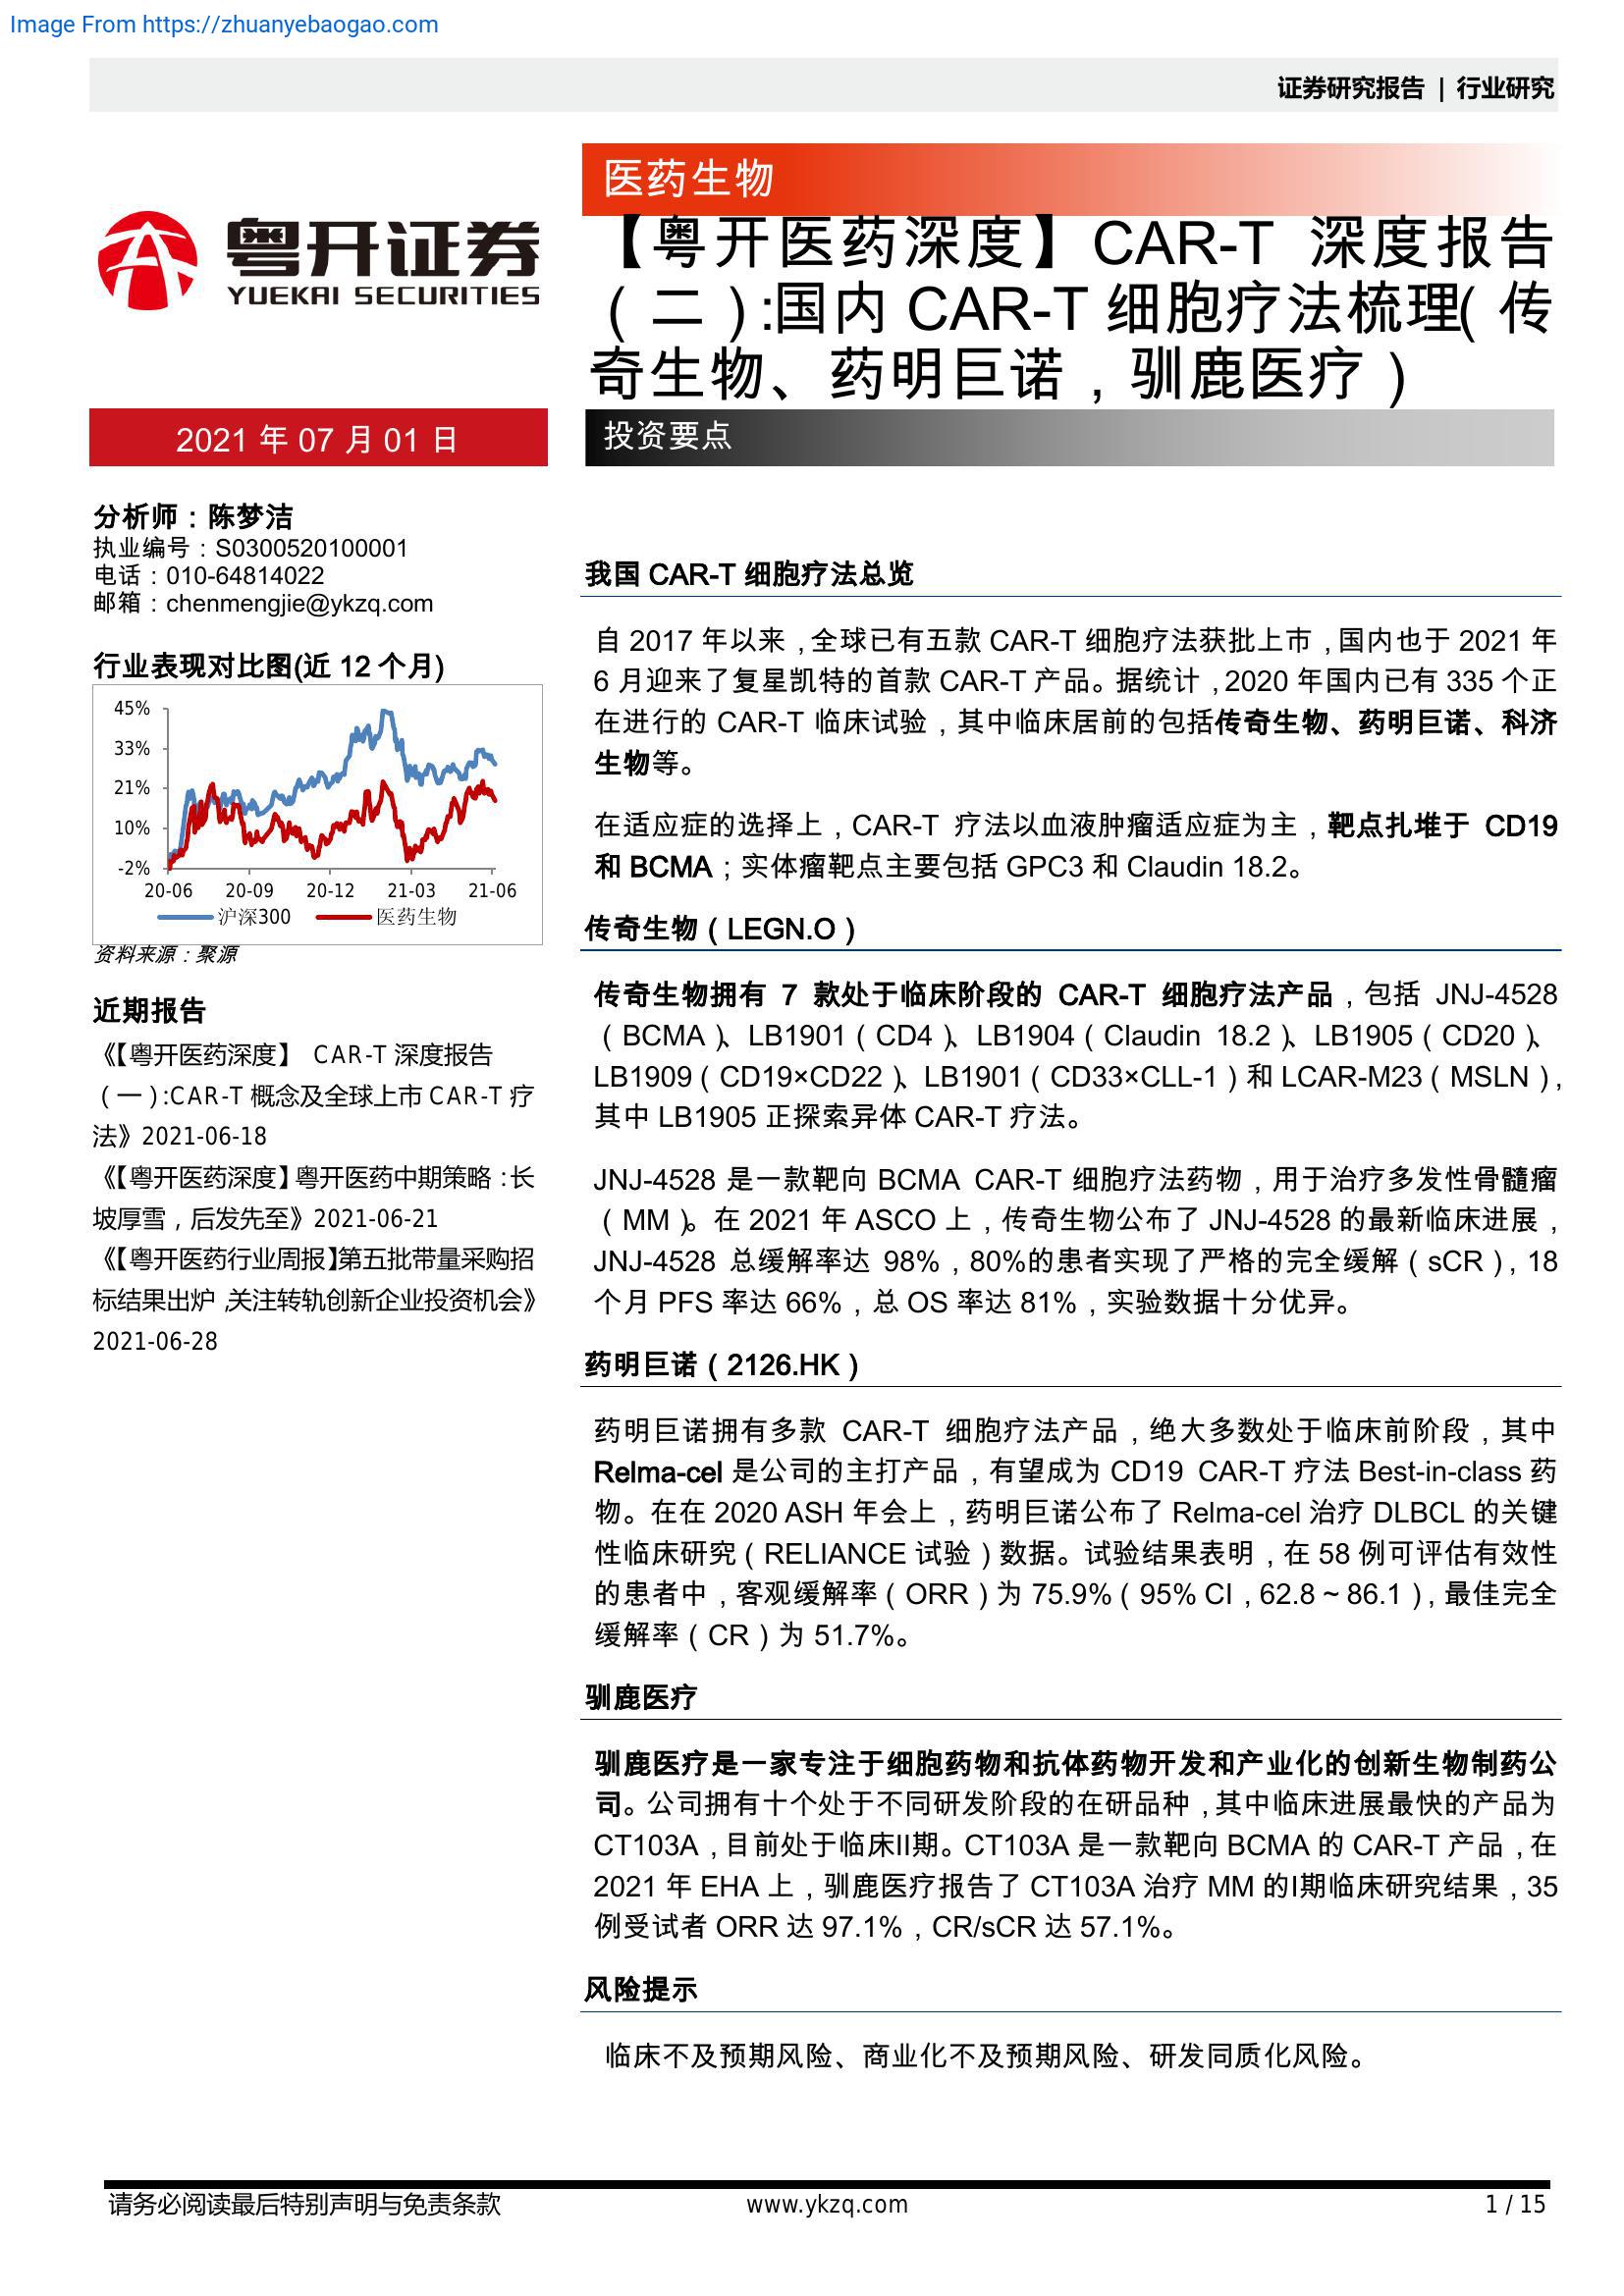 Image From https://zhuanyebaogao.com
证券研究报告 | 行业研究
医药生物
粤开证券
YUEKAI SECURITIES
【粤开医药深度】CAR-T 深度报告
（二）:国内 CAR-T 细胞疗法梳理（传
奇生物、药明巨诺，驯鹿医疗）
2021 年 07 月 01 日
投资要点
分析师：陈梦洁
执业编号：S0300520100001
电话：010-64814022
邮箱：chenmengjie@ykzq.com
行业表现对比图(近 12 个月)
45%
33%
21%
10%
-2%
20-06 20-09 20-12 21-03 21-06
沪深300 医药生物
资料来源：聚源
近期报告
《【粤开医药深度】 CAR-T 深度报告
（一）:CAR-T 概念及全球上市 CAR-T 疗
法》2021-06-18
《【粤开医药深度】粤开医药中期策略：长
坡厚雪，后发先至》2021-06-21
《【粤开医药行业周报】第五批带量采购招
标结果出炉，关注转轨创新企业投资机会》
2021-06-28
我国 CAR-T 细胞疗法总览
自 2017 年以来，全球已有五款 CAR-T 细胞疗法获批上市，国内也于 2021 年
6 月迎来了复星凯特的首款 CAR-T 产品。据统计，2020 年国内已有 335 个正
在进行的 CAR-T 临床试验，其中临床居前的包括传奇生物、药明巨诺、科济
生物等。
在适应症的选择上，CAR-T 疗法以血液肿瘤适应症为主，靶点扎堆于 CD19
和 BCMA；实体瘤靶点主要包括 GPC3 和 Claudin 18.2。
传奇生物（LEGN.O）
传奇生物拥有 7 款处于临床阶段的 CAR-T 细胞疗法产品，包括 JNJ-4528
（BCMA）、LB1901（CD4）、LB1904（Claudin 18.2）、LB1905（CD20）、
LB1909（CD19×CD22）、LB1901（CD33×CLL-1）和 LCAR-M23（MSLN），
其中 LB1905 正探索异体 CAR-T 疗法。
JNJ-4528 是一款靶向 BCMA CAR-T 细胞疗法药物，用于治疗多发性骨髓瘤
（MM）。在 2021 年 ASCO 上，传奇生物公布了 JNJ-4528 的最新临床进展，
JNJ-4528 总缓解率达 98%，80%的患者实现了严格的完全缓解（sCR），18
个月 PFS 率达 66%，总 OS 率达 81%，实验数据十分优异。
药明巨诺（2126.HK）
药明巨诺拥有多款 CAR-T 细胞疗法产品，绝大多数处于临床前阶段，其中
Relma-cel 是公司的主打产品，有望成为 CD19 CAR-T 疗法 Best-in-class 药
物。在在 2020 ASH 年会上，药明巨诺公布了 Relma-cel 治疗 DLBCL 的关键
性临床研究（RELIANCE 试验）数据。试验结果表明，在 58 例可评估有效性
的患者中，客观缓解率（ORR）为 75.9%（95% CI，62.8～86.1），最佳完全
缓解率（CR）为 51.7%。
驯鹿医疗
驯鹿医疗是一家专注于细胞药物和抗体药物开发和产业化的创新生物制药公
司。公司拥有十个处于不同研发阶段的在研品种，其中临床进展最快的产品为
CT103A，目前处于临床II期。CT103A 是一款靶向 BCMA 的 CAR-T 产品，在
2021 年 EHA 上，驯鹿医疗报告了 CT103A 治疗 MM 的I期临床研究结果，35
例受试者 ORR 达 97.1%，CR/sCR 达 57.1%。
风险提示
临床不及预期风险、商业化不及预期风险、研发同质化风险。
请务必阅读最后特别声明与免责条款 www.ykzq.com 1 / 15